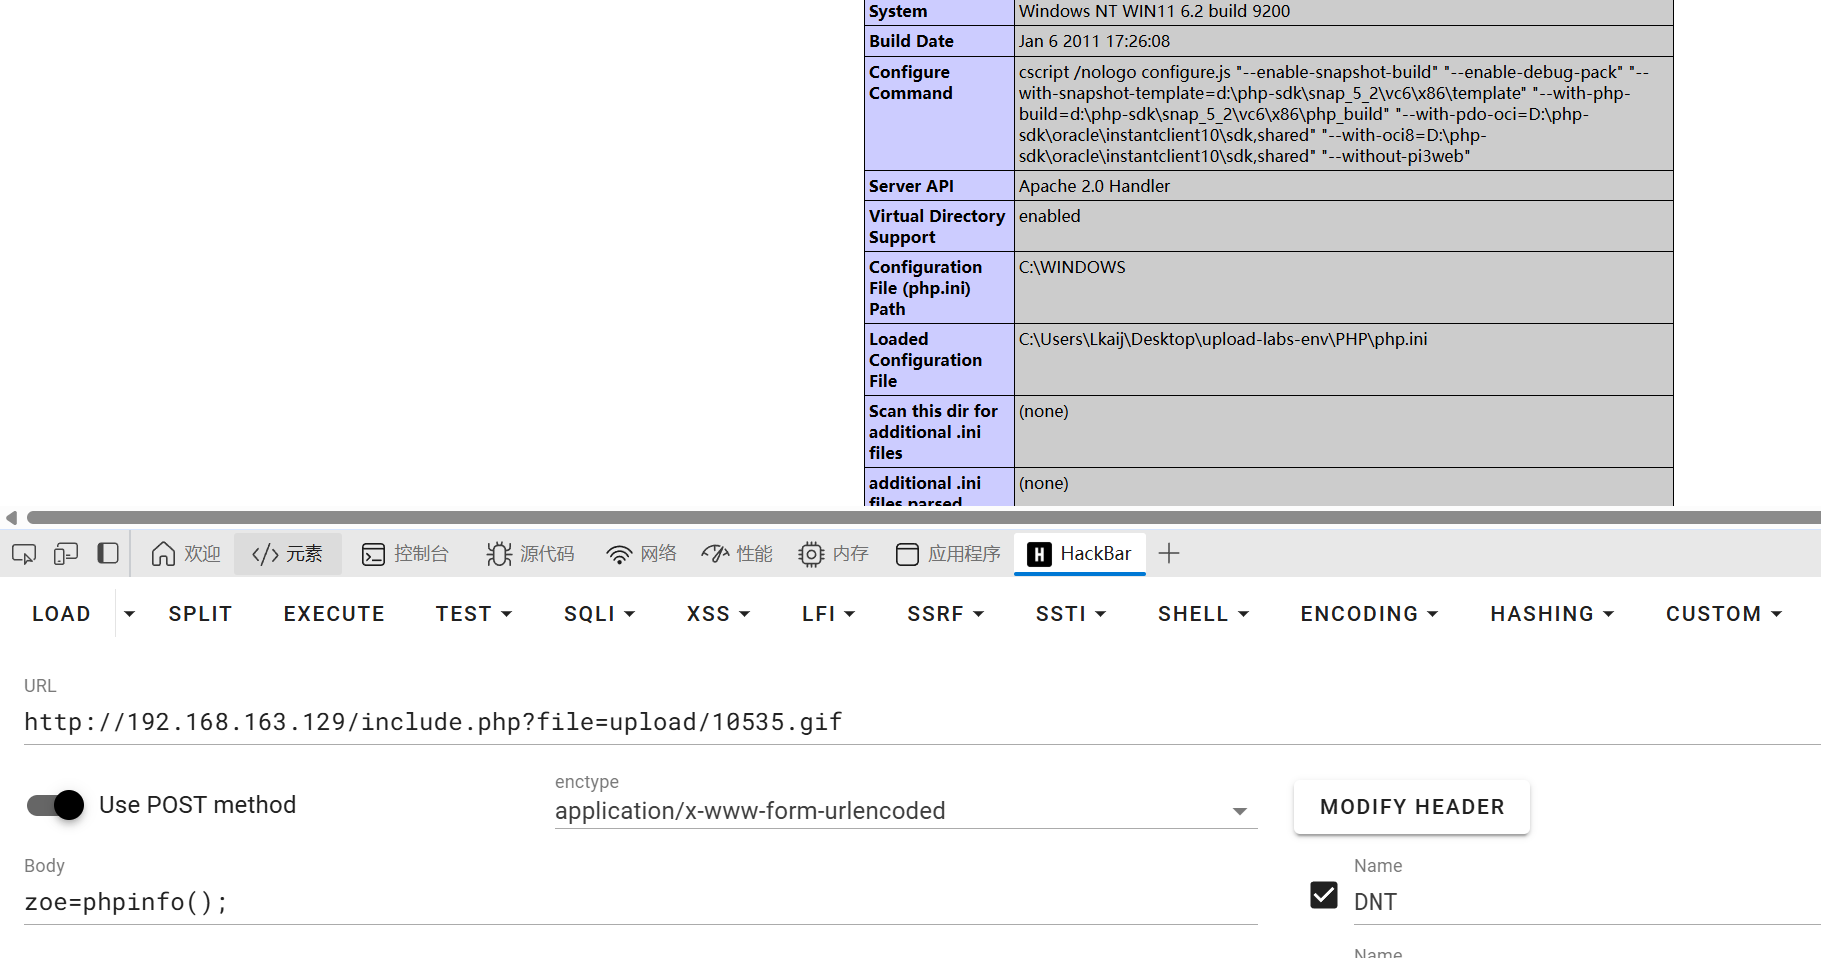 System Windows NT WIN11 6.2 build 9200
Build Date Jan 6 2011 17:26:08
Configure Command cscript /nologo configure.js "--enable-snapshot-build" "--enable-debug-pack" "--
with-snapshot-template=d:\php-sdk\snap_5_2\vc6\x86\template" "--with-php-
build=d:\php-sdk\snap_5_2\vc6\x86\php_build" "--with-pdo-oci=D:\php-
sdk\oracle\instantclient10\sdk,shared" "--with-oci8=D:\php-
sdk\oracle\instantclient10\sdk,shared" "--without-pi3web"
Server API Apache 2.0 Handler
Virtual Directory enabled
Support
Configuration C:\WINDOWS
File (php.ini)
Path
Loaded C:\Users\Lkaij\Desktop\upload-labs-env\PHP\php.ini
Configuration
File
Scan this dir for (none)
additional .ini
files
additional .ini (none)
files parsed
欢迎 </> 元素 控制台 源代码 网络 性能 内存 应用程序 H HackBar
LOAD SPLIT EXECUTE TEST SQLI XSS LFI SSRF SSTI SHELL ENCODING HASHING CUSTOM
URL
http://192.168.163.129/include.php?file=upload/10535.gif
Use POST method
enctype
application/x-www-form-urlencoded
MODIFY HEADER
Body
zoe=phpinfo();
Name
DNT
Name